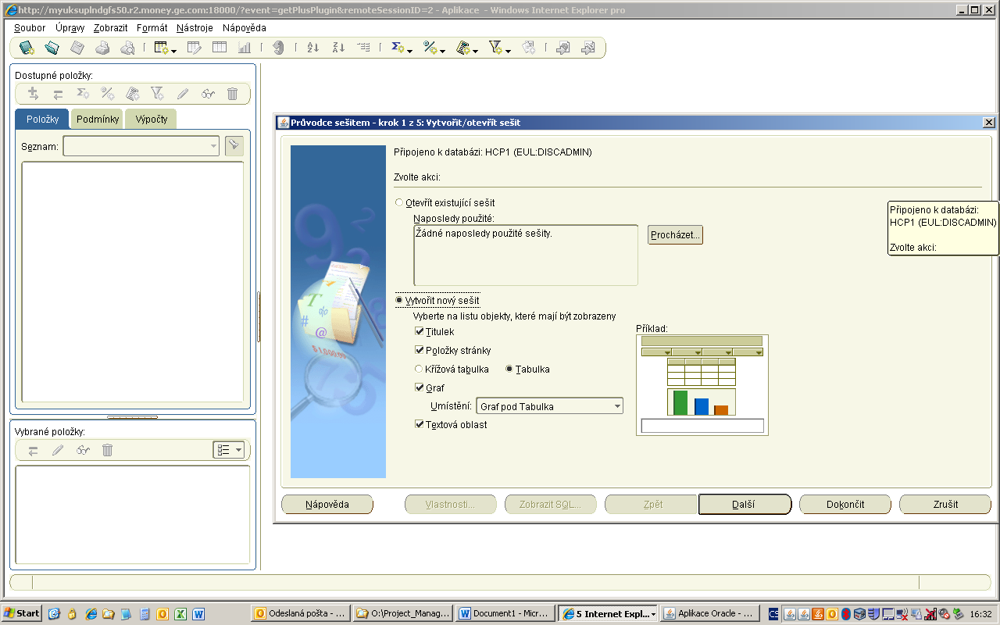 http://myuksuplndgfs50.r2.money.ge.com:18000/?event=getPlusPlugin&remoteSessionID=2 - Aplikace - Windows Internet Explorer pro
Soubor Úpravy Zobrazit Formát Nástroje Nápověda
Dostupné položky:
Položky Podmínky Výpočty
Seznam:
Vybrané položky:
Průvodce sešitem - krok 1 z 5: Vytvořit/otevřít sešit
Připojeno k databázi: HCP1 (EUL:DISCADMIN)
Zvolte akci:
Otevřít existující sešit
Naposledy použité:
Žádné naposledy použité sešity.
Procházet...
Připojeno k databázi:
HCP1 (EUL:DISCADMIN)
Zvolte akci:
Vytvořit nový sešit
Vyberte na listu objekty, které mají být zobrazeny
Titulek
Položky stránky
Křížová tabulka Tabulka
Graf
Umístění: Graf pod Tabulka
Textová oblast
Příklad:
Nápověda Vlastnosti... Zobrazit SQL... Zpět Další Dokončit Zrušit
Start Odeslaná pošta - ... O:\Project_Manag... Document1 - Micr... 5 Internet Expl... Aplikace Oracle - ... CS 16:32